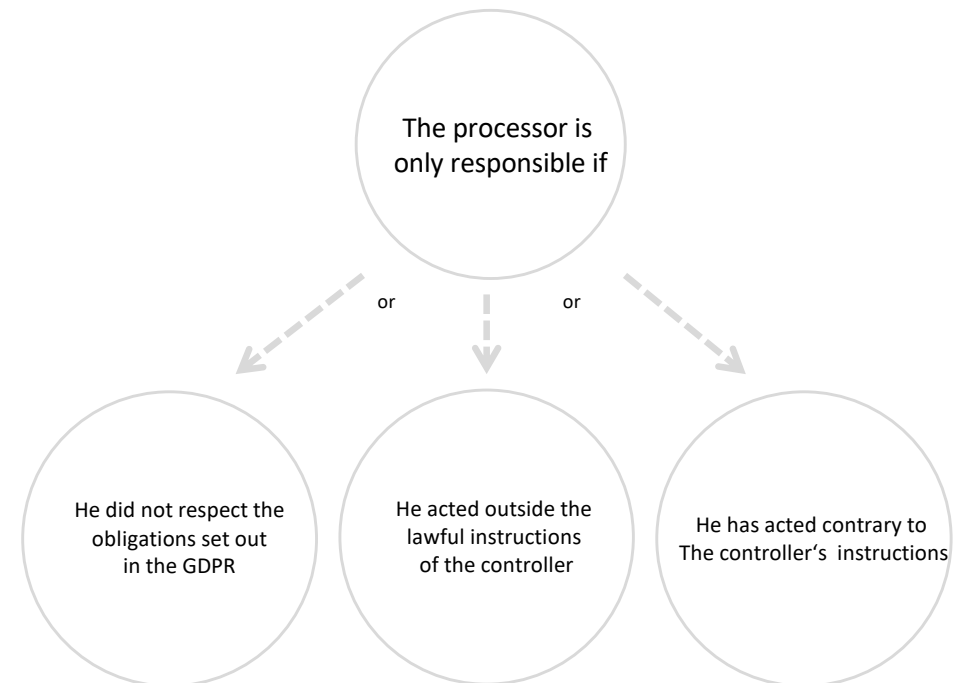 The processor is
only responsible if
or
or
He did not respect the
obligations set out
in the GDPR
He acted outside the
lawful instructions
of the controller
He has acted contrary to
The controller‘s instructions